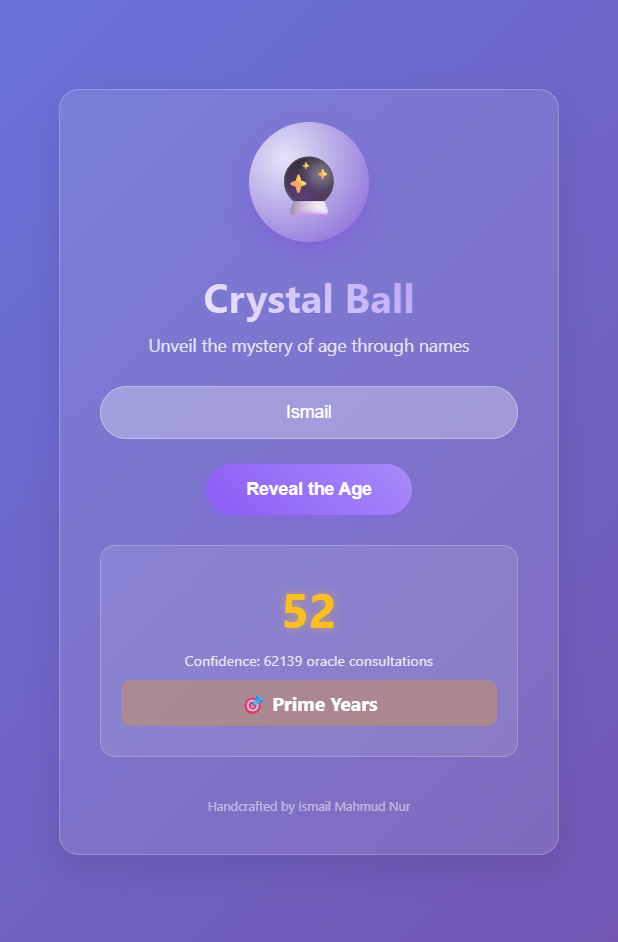 Crystal Ball
Unveil the mystery of age through names
Ismail
Reveal the Age
52
Confidence: 62139 oracle consultations
🎯 Prime Years
Handcrafted by Ismail Mahmud Nur